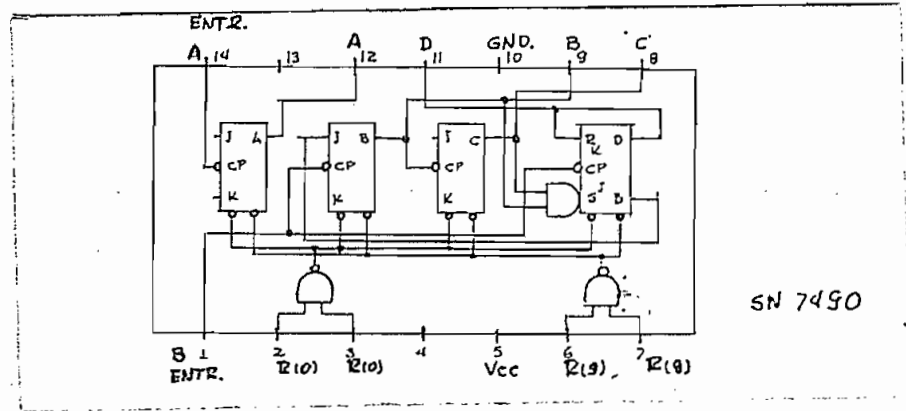 ENTR.
A A D GND. B C
14 13 12 11 10 9 8
J A J B J C R D
K
CP CP CP CP
J
K K K S D
SN 7490
B 1 2 3 4 5 6 7
ENTR. R(0) R(0) Vcc R(9) R(9)